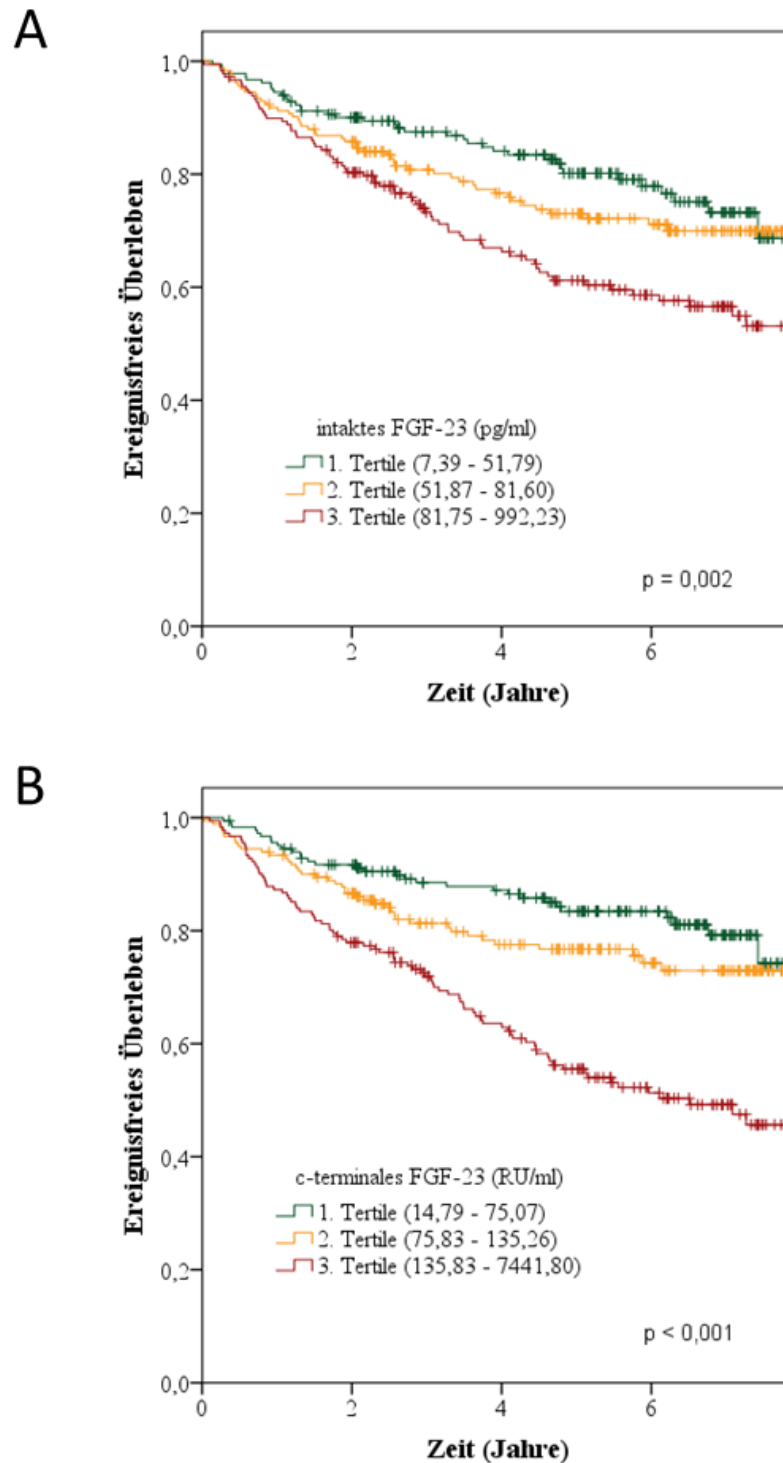 A
Ereignisfreies Überleben
1,0
0,8
0,6
0,4
0,2
0,0
intaktes FGF-23 (pg/ml)
1. Tertile (7,39 - 51,79)
2. Tertile (51,87 - 81,60)
3. Tertile (81,75 - 992,23)
p = 0,002
0 2 4 6
Zeit (Jahre)
B
Ereignisfreies Überleben
1,0
0,8
0,6
0,4
0,2
0,0
c-terminales FGF-23 (RU/ml)
1. Tertile (14,79 - 75,07)
2. Tertile (75,83 - 135,26)
3. Tertile (135,83 - 7441,80)
p < 0,001
0 2 4 6
Zeit (Jahre)